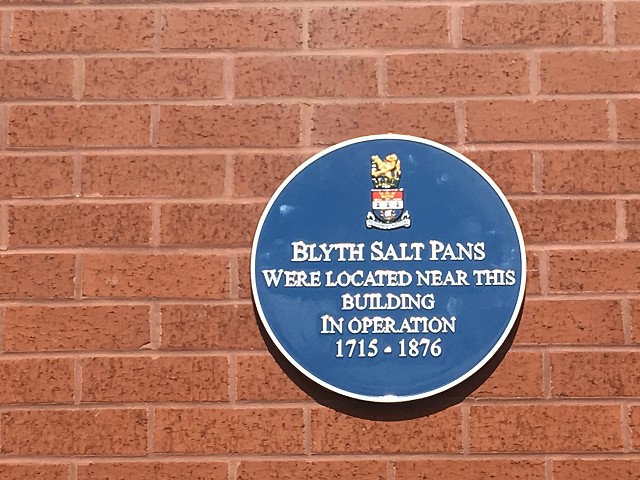 BLYTH SALT PANS
WERE LOCATED NEAR THIS
BUILDING
IN OPERATION
1715 - 1876